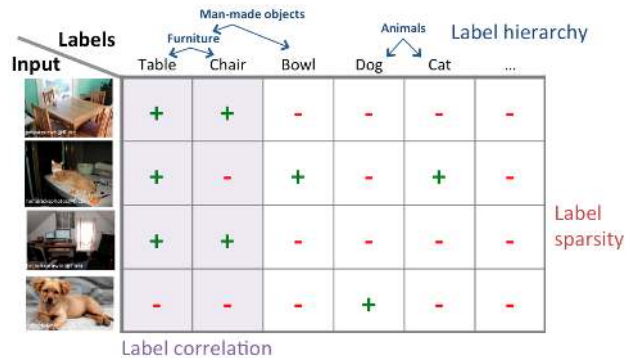 Man-made objects
Labels
Furniture
Animals
Label hierarchy
Input
Table Chair Bowl Dog Cat ...
+ + - - - -
+ - + - + -
+ + - - - -
- - - + - -
Label sparsity
Label correlation